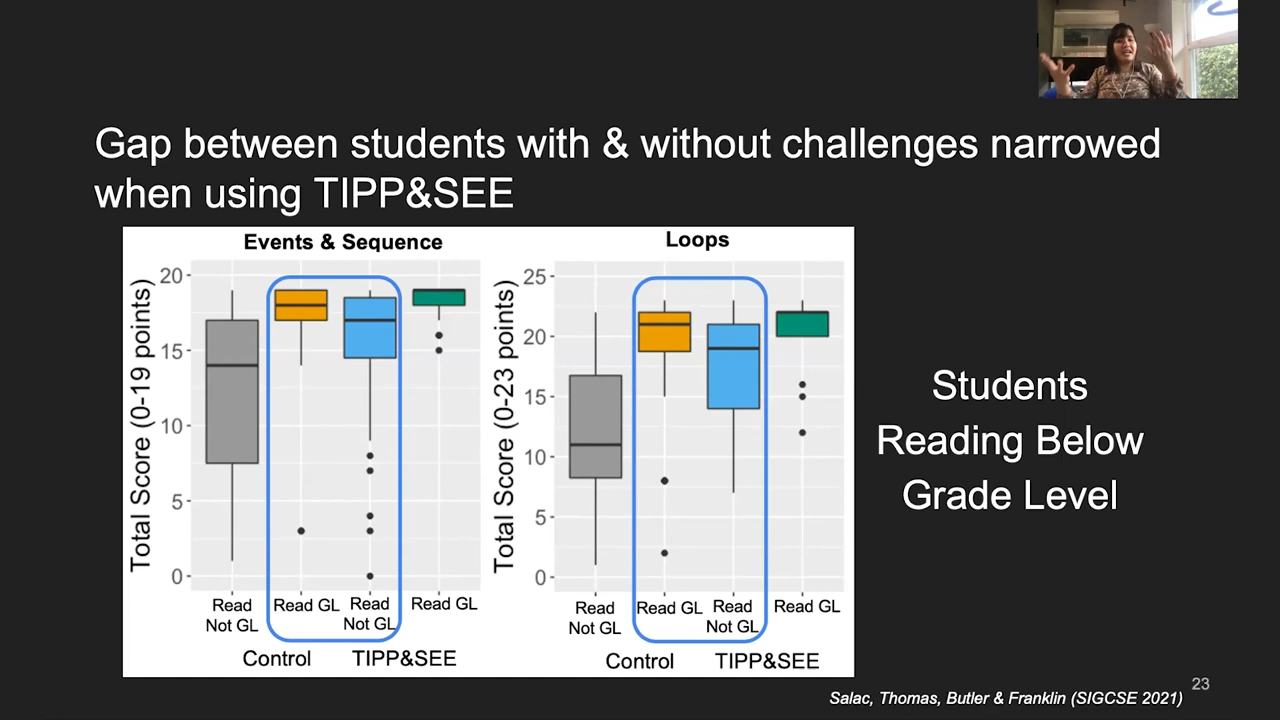 Gap between students with & without challenges narrowed
when using TIPP&SEE
Events & Sequence
Total Score (0-19 points)
20
15
10
5
0
Read
Not GL
Read GL
Read
Not GL
Read GL
Control
TIPP&SEE
Loops
Total Score (0-23 points)
25
20
15
10
5
0
Read
Not GL
Read GL
Read
Not GL
Read GL
Control
TIPP&SEE
Students
Reading Below
Grade Level
23
Salac, Thomas, Butler & Franklin (SIGCSE 2021)